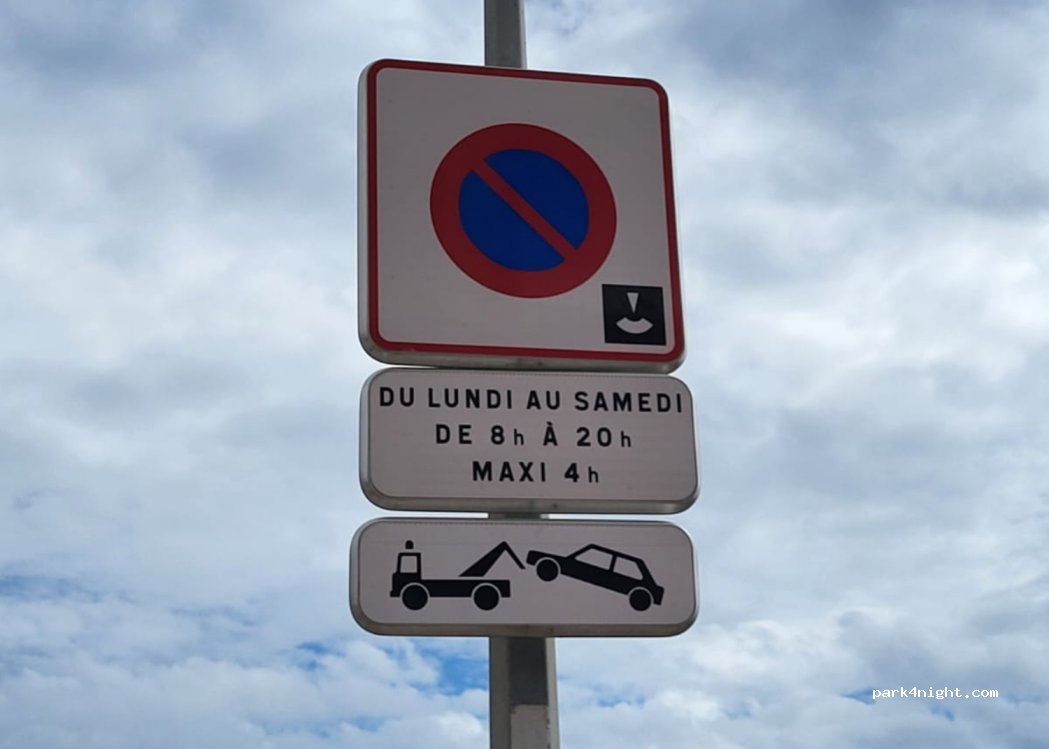 DU LUNDI AU SAMEDI
DE 8h À 20h
MAXI 4h
park4night.com